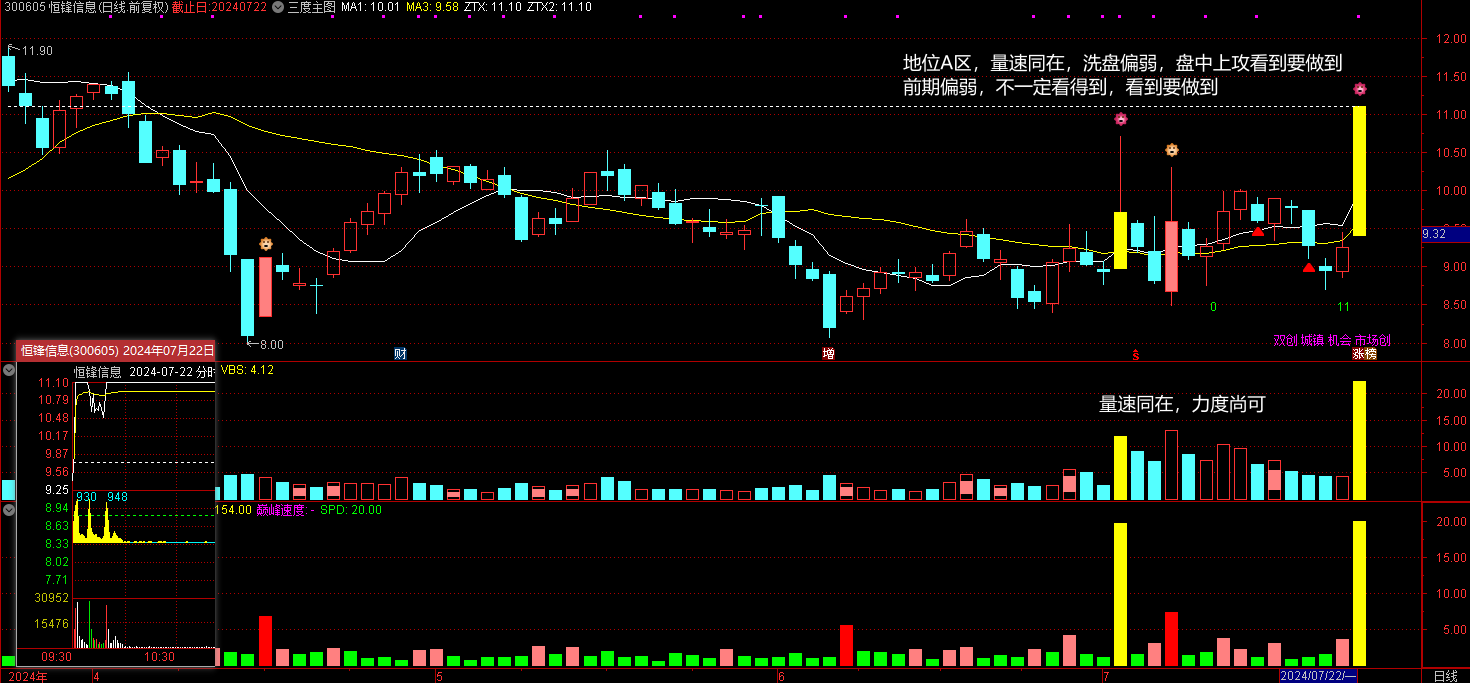 300605 恒锋信息(日线.前复权) 截止日:20240722 三度主图 MA1: 10.01 MA3: 9.58 ZTX: 11.10 ZTX2: 11.10
11.90
地位A区，量速同在，洗盘偏弱，盘中上攻看到要做到
前期偏弱，不一定看得到，看到要做到
12.00
11.50
11.00
10.50
10.00
9.32
9.00
8.50
8.00
0
11
8.00
双创 城镇 机会 市场创
财
增
涨榜
恒锋信息(300605) 2024年07月22日
恒锋信息 2024-07-22 分时
VBS: 4.12
11.10
10.79
10.48
10.17
9.87
9.56
9.25
8.94
8.63
8.33
8.02
7.71
30952
15476
930 948
09:30 10:30
量速同在，力度尚可
20.00
15.00
10.00
5.00
154.00 巅峰速度: - SPD: 20.00
20.00
15.00
10.00
5.00
2024年 4 5 6 7 2024/07/22/一 日线